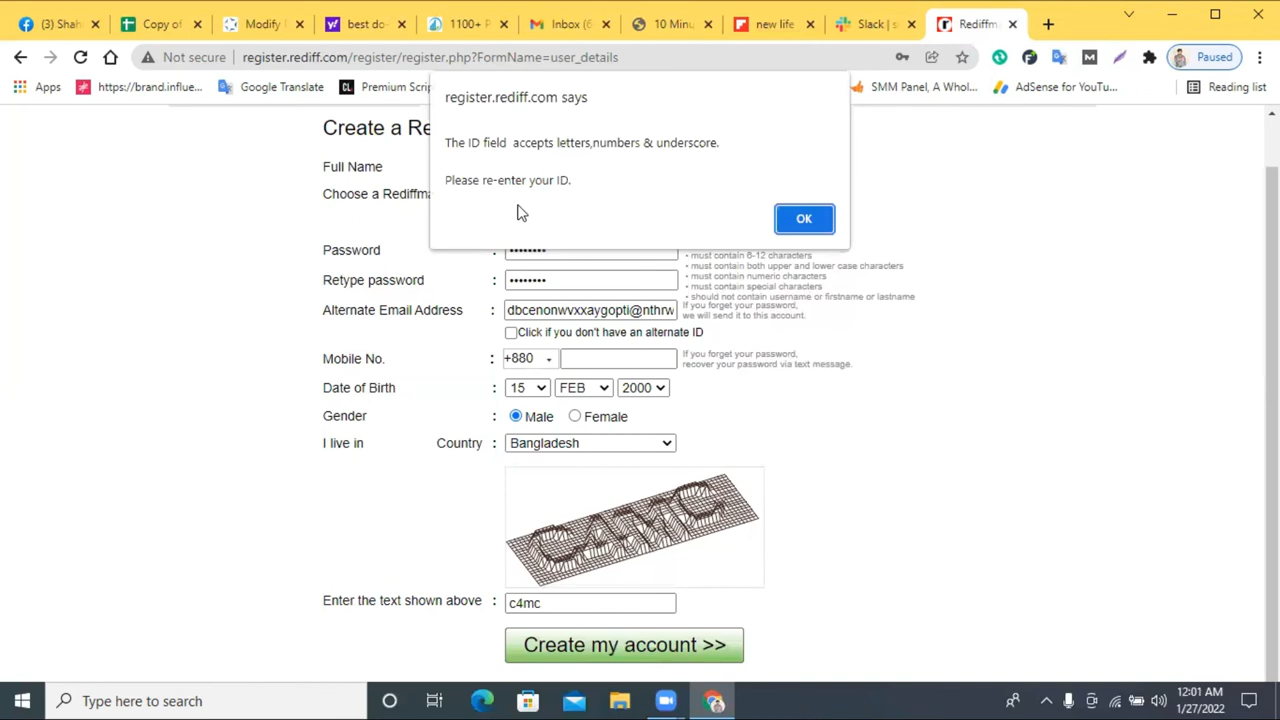 (3) Shah
Copy of
Modify
best do
1100+ P
Inbox (6
10 Minu
new life
Slack | s
Rediffm
Not secure
register.rediff.com/register/register.php?FormName=user_details
Paused
Apps
https://brand.influe...
Google Translate
CL
Premium Scrip
SMM Panel, A Whol...
AdSense for YouTu...
Reading list
register.rediff.com says
The ID field accepts letters,numbers & underscore.
Please re-enter your ID.
OK
Create a Re
Full Name
Choose a Rediffma
Password :
• must contain 6-12 characters
• must contain both upper and lower case characters
• must contain numeric characters
• must contain special characters
• should not contain username or firstname or lastname
Retype password :
Alternate Email Address : dbcenonwvxxaygopti@nthrw
If you forget your password,
we will send it to this account.
Click if you don't have an alternate ID
Mobile No. : +880
If you forget your password,
recover your password via text message.
Date of Birth : 15 FEB 2000
Gender : Male Female
I live in Country : Bangladesh
C4MC
Enter the text shown above : c4mc
Create my account >>
Type here to search
12:01 AM
1/27/2022